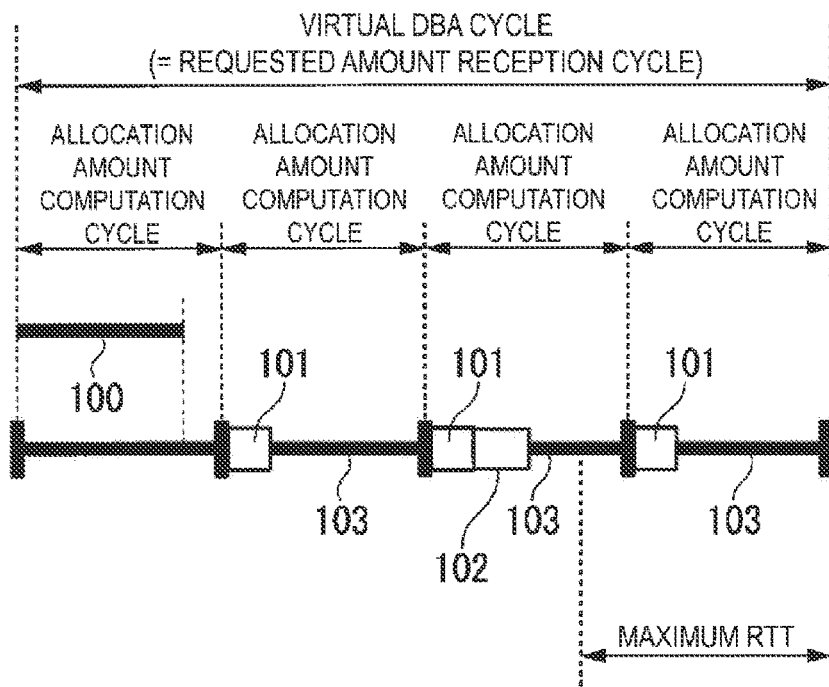 VIRTUAL DBA CYCLE
(= REQUESTED AMOUNT RECEPTION CYCLE)
ALLOCATION
AMOUNT
COMPUTATION
CYCLE
ALLOCATION
AMOUNT
COMPUTATION
CYCLE
ALLOCATION
AMOUNT
COMPUTATION
CYCLE
ALLOCATION
AMOUNT
COMPUTATION
CYCLE
100
101
101
101
103
102
103
103
MAXIMUM RTT